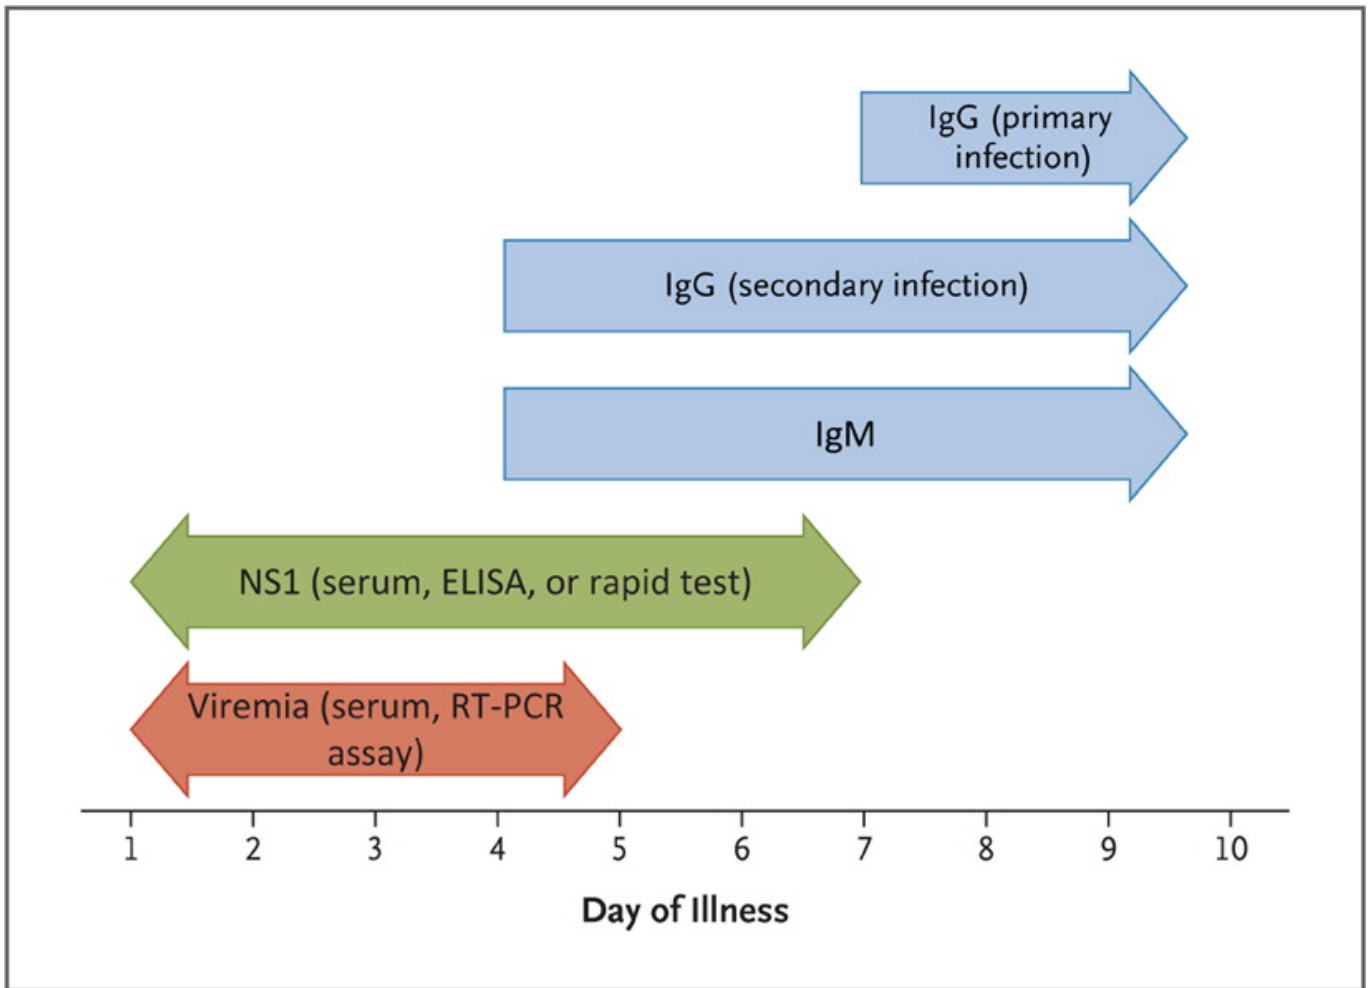 IgG (primary
infection)
IgG (secondary infection)
IgM
NS1 (serum, ELISA, or rapid test)
Viremia (serum, RT-PCR
assay)
1 2 3 4 5 6 7 8 9 10
Day of Illness